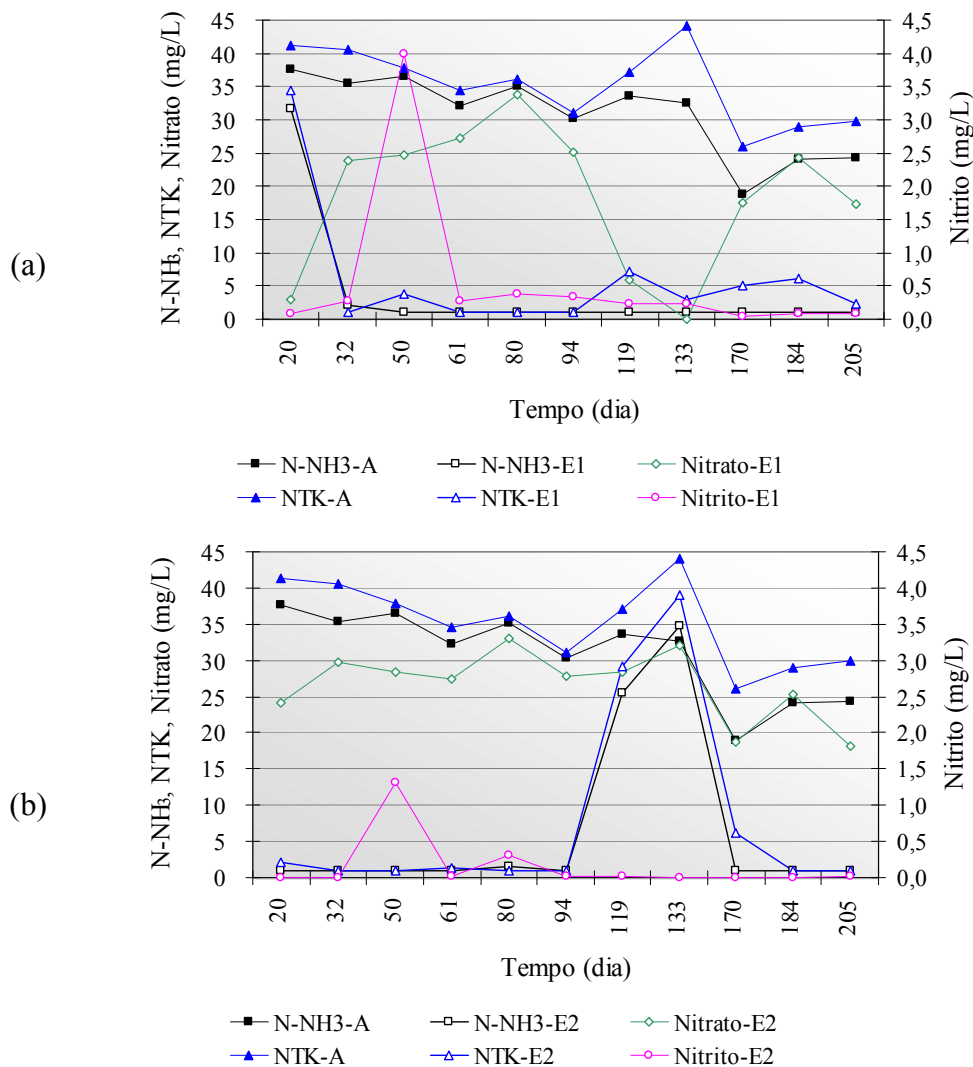 (a)
N-NH3, NTK, Nitrato (mg/L)
45
40
35
30
25
20
15
10
5
0
4,5
4,0
3,5
3,0
2,5
2,0
1,5
1,0
0,5
0,0
Nitrito (mg/L)
20 32 50 61 80 94 119 133 170 184 205
Tempo (dia)
N-NH3-A N-NH3-E1 Nitrato-E1
NTK-A NTK-E1 Nitrito-E1
(b)
N-NH3, NTK, Nitrato (mg/L)
45
40
35
30
25
20
15
10
5
0
4,5
4,0
3,5
3,0
2,5
2,0
1,5
1,0
0,5
0,0
Nitrito (mg/L)
20 32 50 61 80 94 119 133 170 184 205
Tempo (dia)
N-NH3-A N-NH3-E2 Nitrato-E2
NTK-A NTK-E2 Nitrito-E2